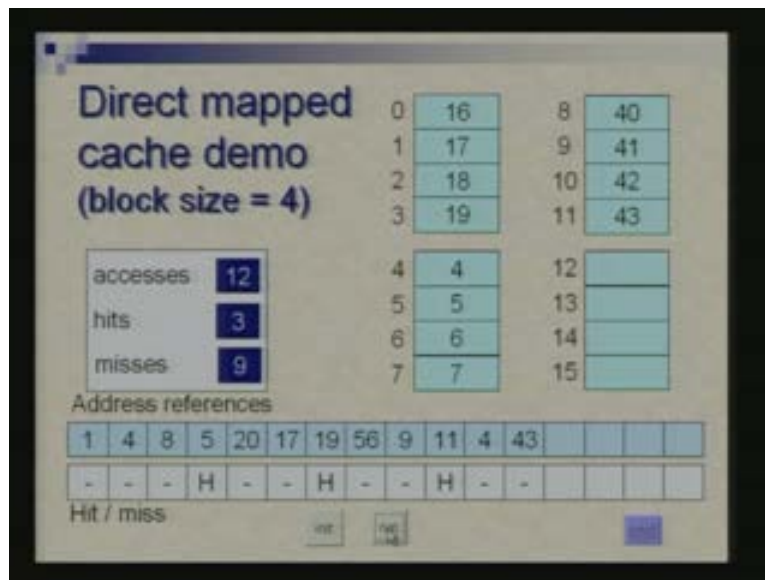 Direct mapped
cache demo
(block size = 4)
0 16
1 17
2 18
3 19
8 40
9 41
10 42
11 43
accesses 12
hits 3
misses 9
4 4
5 5
6 6
7 7
12
13
14
15
Address references
1 4 8 5 20 17 19 56 9 11 4 43
- - - H - - H - - H - -
Hit / miss